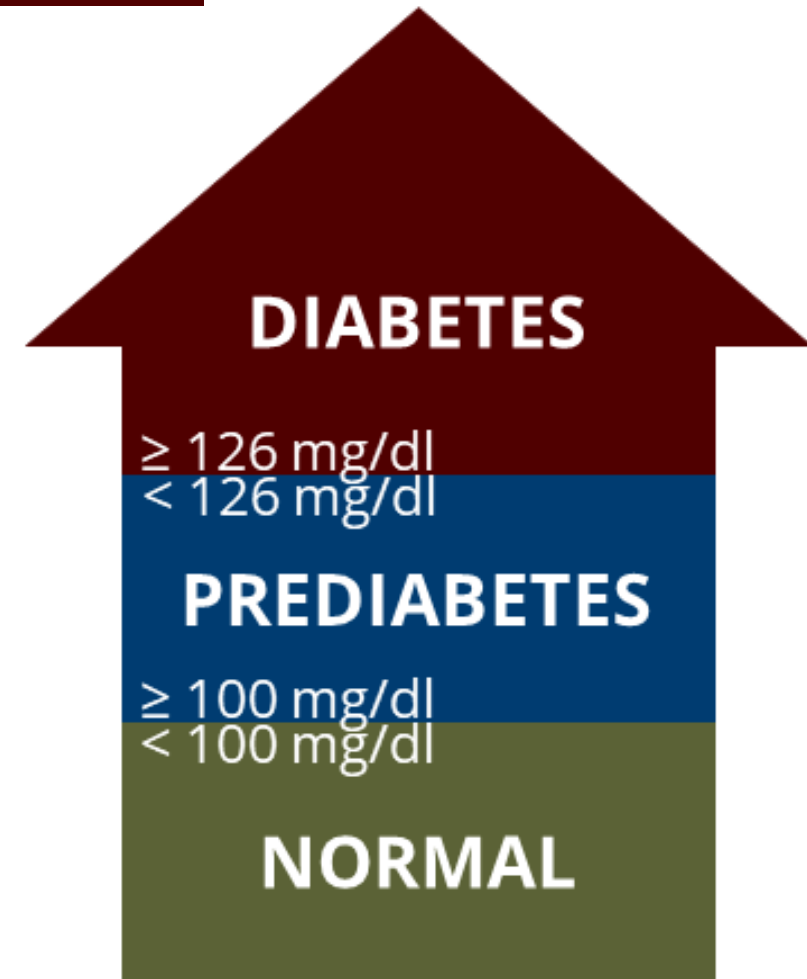 DIABETES
≥ 126 mg/dl
< 126 mg/dl
PREDIABETES
≥ 100 mg/dl
< 100 mg/dl
NORMAL